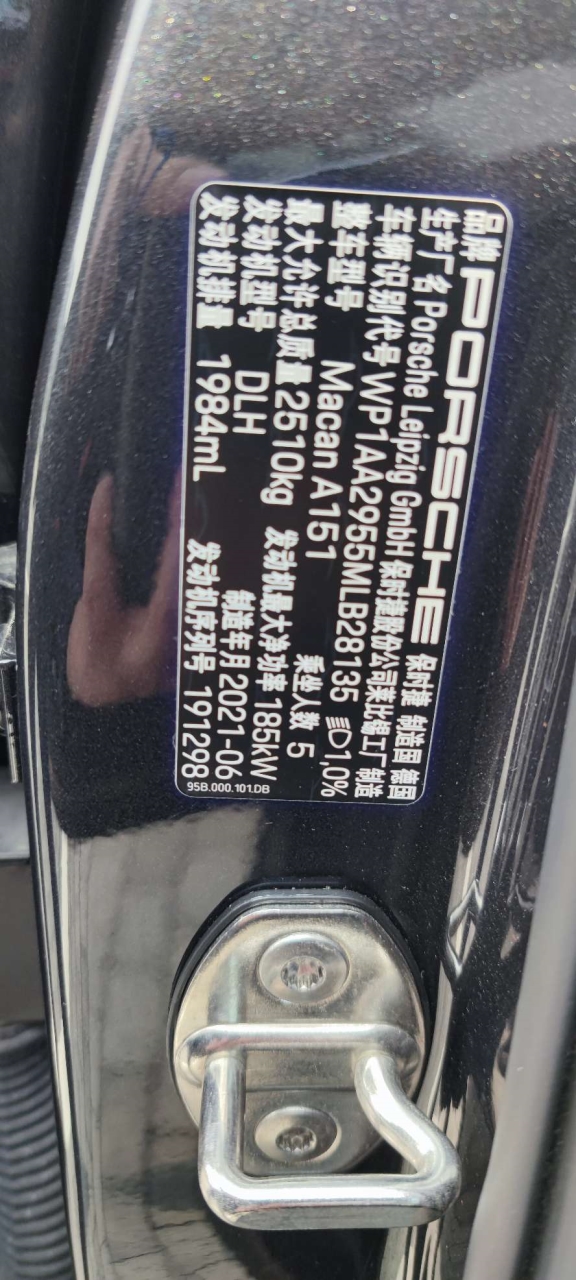 品牌 PORSCHE 保时捷 制造国 德国
生产厂名 Porsche Leipzig GmbH 保时捷股份公司莱比锡工厂制造
车辆识别代号 WP1AA2955MLB28135 1,0%
整车型号 Macan A151 乘坐人数 5
最大允许总质量 2510kg 发动机最大净功率 185kW
发动机型号 DLH 制造年月 2021-06
发动机排量 1984mL 发动机序列号 191298
95B.000.101.DB